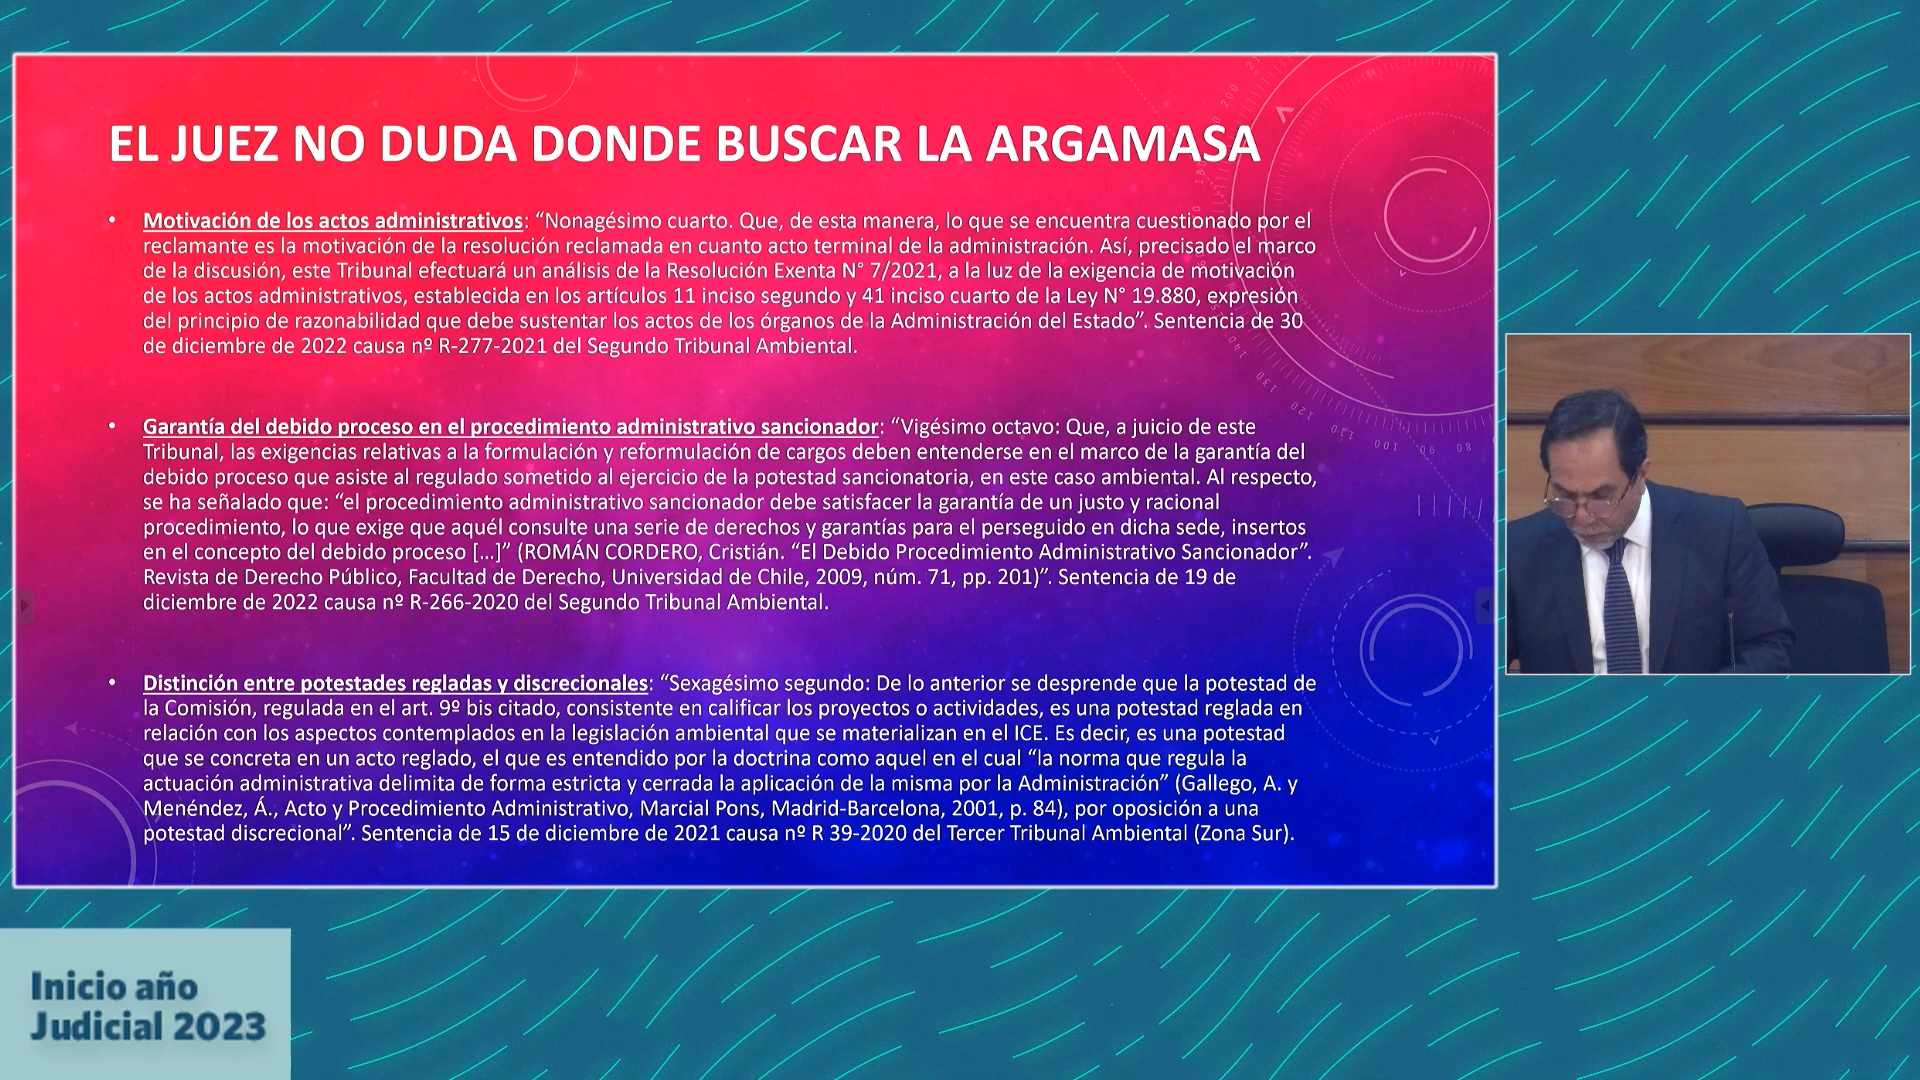 EL JUEZ NO DUDA DONDE BUSCAR LA ARGAMASA
• Motivación de los actos administrativos: “Nonagésimo cuarto. Que, de esta manera, lo que se encuentra cuestionado por el
reclamante es la motivación de la resolución reclamada en cuanto acto terminal de la administración. Así, precisado el marco
de la discusión, este Tribunal efectuará un análisis de la Resolución Exenta N° 7/2021, a la luz de la exigencia de motivación
de los actos administrativos, establecida en los artículos 11 inciso segundo y 41 inciso cuarto de la Ley N° 19.880, expresión
del principio de razonabilidad que debe sustentar los actos de los órganos de la Administración del Estado”. Sentencia de 30
de diciembre de 2022 causa nº R-277-2021 del Segundo Tribunal Ambiental.
• Garantía del debido proceso en el procedimiento administrativo sancionador: “Vigésimo octavo: Que, a juicio de este
Tribunal, las exigencias relativas a la formulación y reformulación de cargos deben entenderse en el marco de la garantía del
debido proceso que asiste al regulado sometido al ejercicio de la potestad sancionatoria, en este caso ambiental. Al respecto,
se ha señalado que: “el procedimiento administrativo sancionador debe satisfacer la garantía de un justo y racional
procedimiento, lo que exige que aquél consulte una serie de derechos y garantías para el perseguido en dicha sede, insertos
en el concepto del debido proceso […]” (ROMÁN CORDERO, Cristián. “El Debido Procedimiento Administrativo Sancionador”.
Revista de Derecho Público, Facultad de Derecho, Universidad de Chile, 2009, núm. 71, pp. 201)”. Sentencia de 19 de
diciembre de 2022 causa nº R-266-2020 del Segundo Tribunal Ambiental.
• Distinción entre potestades regladas y discrecionales: “Sexagésimo segundo: De lo anterior se desprende que la potestad de
la Comisión, regulada en el art. 9º bis citado, consistente en calificar los proyectos o actividades, es una potestad reglada en
relación con los aspectos contemplados en la legislación ambiental que se materializan en el ICE. Es decir, es una potestad
que se concreta en un acto reglado, el que es entendido por la doctrina como aquel en el cual “la norma que regula la
actuación administrativa delimita de forma estricta y cerrada la aplicación de la misma por la Administración” (Gallego, A. y
Menéndez, Á., Acto y Procedimiento Administrativo, Marcial Pons, Madrid-Barcelona, 2001, p. 84), por oposición a una
potestad discrecional”. Sentencia de 15 de diciembre de 2021 causa nº R 39-2020 del Tercer Tribunal Ambiental (Zona Sur).
Inicio año
Judicial 2023